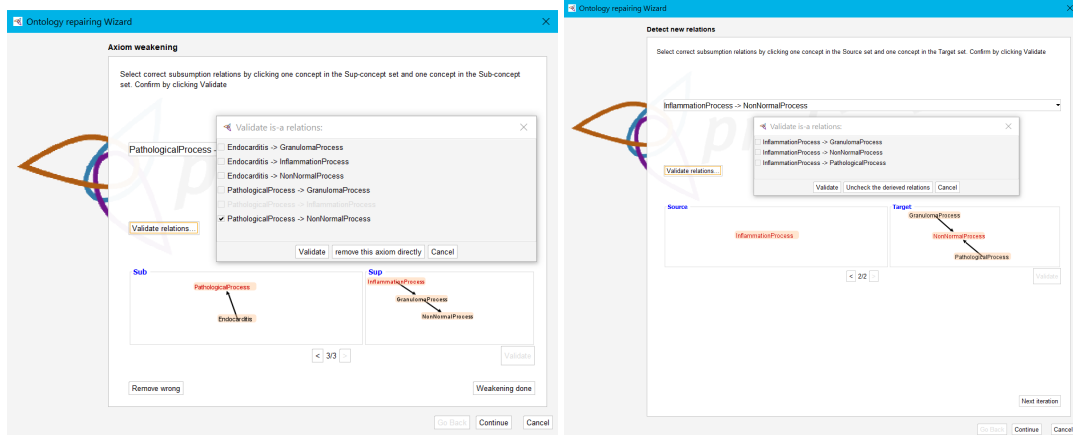 Ontology repairing Wizard
Axiom weakening
Select correct subsumption relations by clicking one concept in the Sup-concept set and one concept in the Sub-concept
set. Confirm by clicking Validate
PathologicalProcess -
Validate is-a relations:
Endocarditis -> GranulomaProcess
Endocarditis -> InflammationProcess
Endocarditis -> NonNormalProcess
PathologicalProcess -> GranulomaProcess
PathologicalProcess -> InflammationProcess
PathologicalProcess -> NonNormalProcess
Validate relations...
Validate remove this axiom directly Cancel
Sub
PathologicalProcess
Endocarditis
Sup
InflammationProcess
GranulomaProcess
NonNormalProcess
< 3/3 >
Validate
Remove wrong
Weakening done
Go Back Continue Cancel
Ontology repairing Wizard
Detect new relations
Select correct subsumption relations by clicking one concept in the Source set and one concept in the Target set. Confirm by clicking Validate
InflammationProcess -> NonNormalProcess
Validate is-a relations:
InflammationProcess -> GranulomaProcess
InflammationProcess -> NonNormalProcess
InflammationProcess -> PathologicalProcess
Validate relations...
Validate Uncheck the derieved relations Cancel
Source
InflammationProcess
Target
GranulomaProcess
NonNormalProcess
PathologicalProcess
< 2/2 >
Validate
Next iteration
Go Back Continue Cancel